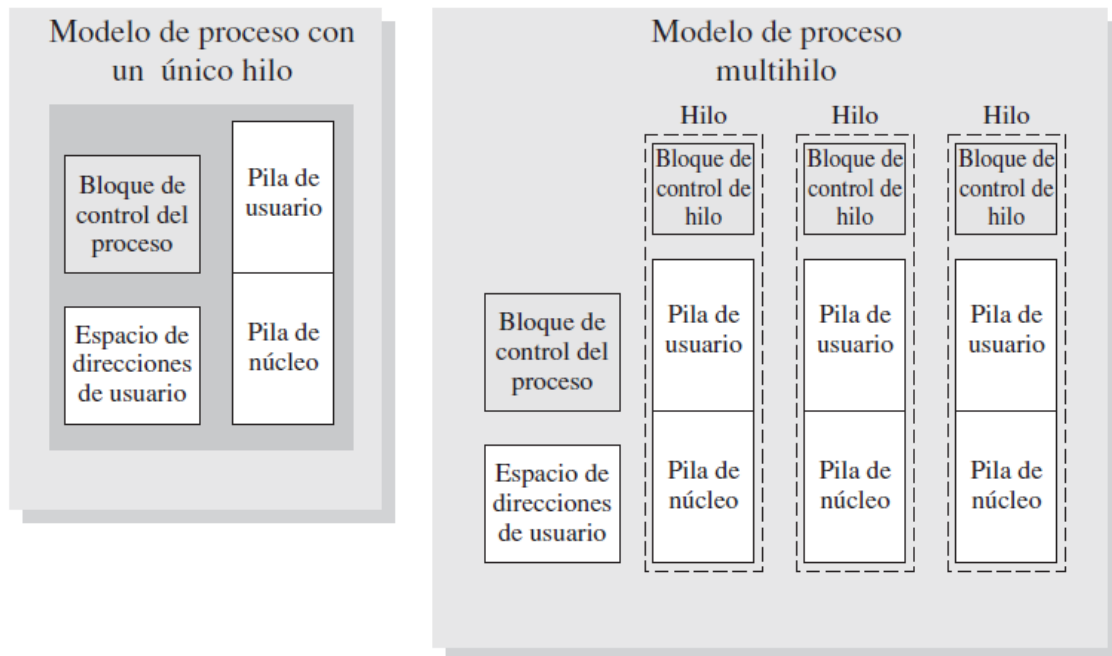 Modelo de proceso con
un único hilo
Bloque de
control del
proceso
Pila de
usuario
Espacio de
direcciones
de usuario
Pila de
núcleo
Modelo de proceso
multihilo
Hilo
Hilo
Hilo
Bloque de
control de
hilo
Bloque de
control de
hilo
Bloque de
control de
hilo
Bloque de
control del
proceso
Pila de
usuario
Pila de
usuario
Pila de
usuario
Espacio de
direcciones
de usuario
Pila de
núcleo
Pila de
núcleo
Pila de
núcleo